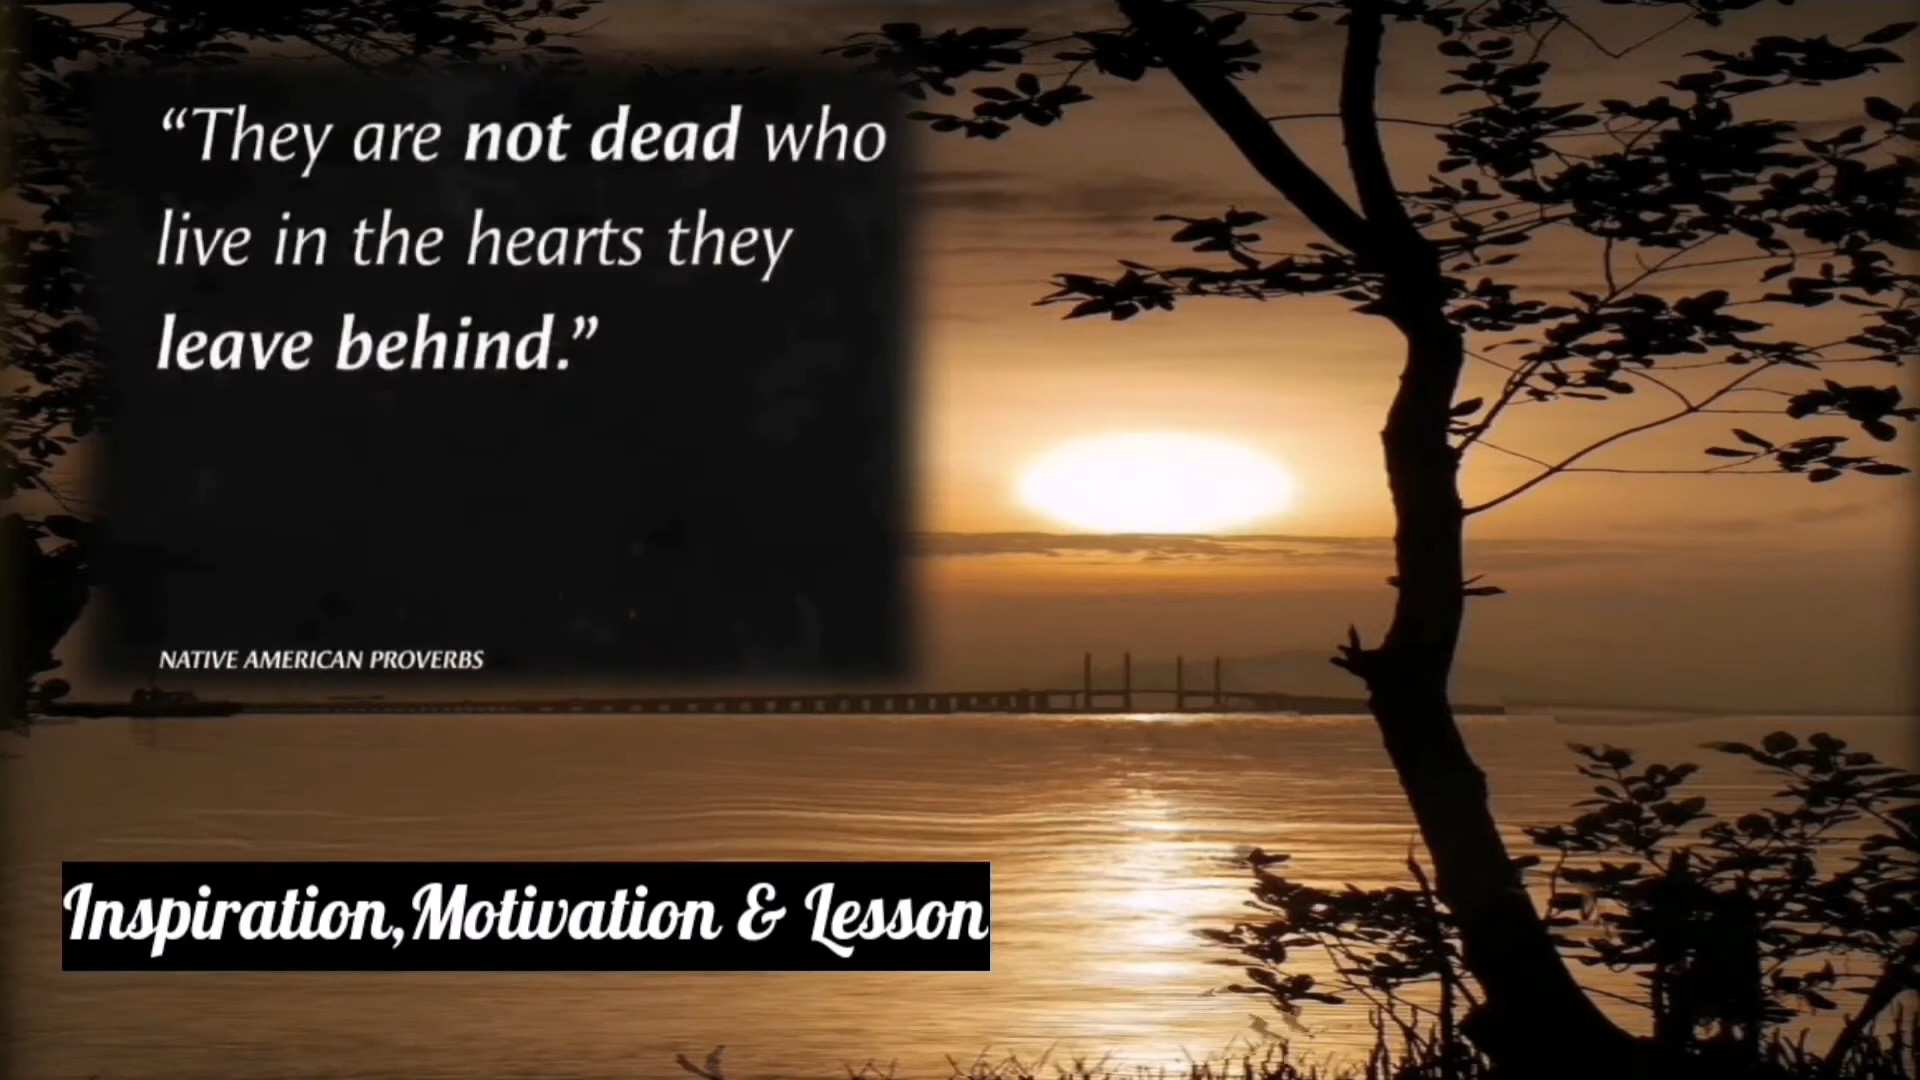 “They are not dead who
live in the hearts they
leave behind.”
NATIVE AMERICAN PROVERBS
Inspiration,Motivation & Lesson